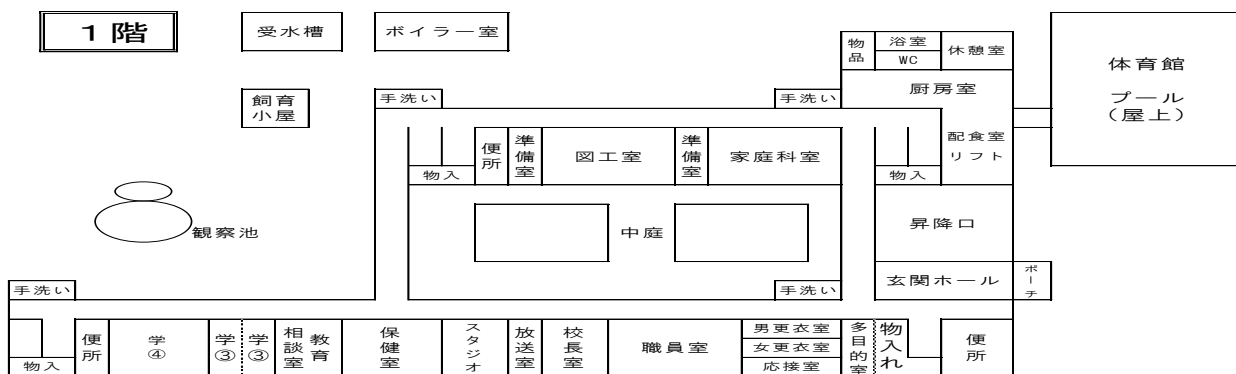 1階
受水槽
ボイラー室
物品
浴室
WC
休憩室
体育館
プール
(屋上)
厨房室
飼育
小屋
手洗い
手洗い
配食室
リフト
便所
準備室
図工室
準備室
家庭科室
物入
物入
観察池
中庭
昇降口
玄関ホール
ポーチ
手洗い
手洗い
物入
便所
学④
学③
学③
教育
相談室
保健室
スタジオ
放送室
校長室
職員室
男更衣室
女更衣室
応接室
多目的室
物入れ
便所